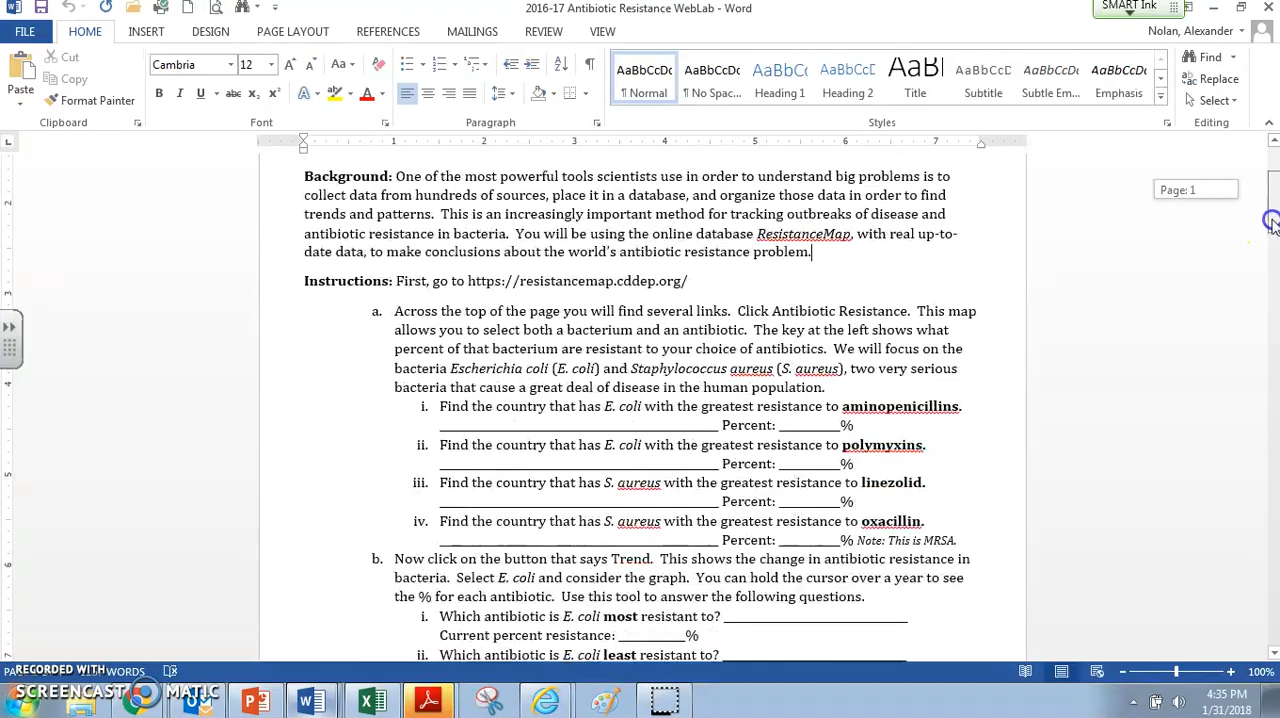 2016-17 Antibiotic Resistance WebLab - Word
SMART Ink
FILE HOME INSERT DESIGN PAGE LAYOUT REFERENCES MAILINGS REVIEW VIEW
Nolan, Alexander
Paste
Cut
Copy
Format Painter
Clipboard
Cambria 12
Font
Paragraph
AaBbCcDc ¶ Normal
AaBbCcDc ¶ No Spac...
AaBbCc Heading 1
AaBbCcC Heading 2
Title
AaBbCcD Subtitle
AaBbCcDc Subtle Em...
AaBbCcDc Emphasis
Styles
Find
Replace
Select
Editing
1 2 3 4 5 6 7
Page: 1
Background: One of the most powerful tools scientists use in order to understand big problems is to
collect data from hundreds of sources, place it in a database, and organize those data in order to find
trends and patterns. This is an increasingly important method for tracking outbreaks of disease and
antibiotic resistance in bacteria. You will be using the online database ResistanceMap, with real up-to-
date data, to make conclusions about the world's antibiotic resistance problem.
Instructions: First, go to https://resistancemap.cddep.org/
a. Across the top of the page you will find several links. Click Antibiotic Resistance. This map
allows you to select both a bacterium and an antibiotic. The key at the left shows what
percent of that bacterium are resistant to your choice of antibiotics. We will focus on the
bacteria Escherichia coli (E. coli) and Staphylococcus aureus (S. aureus), two very serious
bacteria that cause a great deal of disease in the human population.
i. Find the country that has E. coli with the greatest resistance to aminopenicillins.
Percent: ________%
ii. Find the country that has E. coli with the greatest resistance to polymyxins.
Percent: ________%
iii. Find the country that has S. aureus with the greatest resistance to linezolid.
Percent: ________%
iv. Find the country that has S. aureus with the greatest resistance to oxacillin.
Percent: ________% Note: This is MRSA.
b. Now click on the button that says Trend. This shows the change in antibiotic resistance in
bacteria. Select E. coli and consider the graph. You can hold the cursor over a year to see
the % for each antibiotic. Use this tool to answer the following questions.
i. Which antibiotic is E. coli most resistant to? ________
Current percent resistance: ________%
ii. Which antibiotic is E. coli least resistant to? ________
WORDS
100%
RECORDED WITH
SCREENCAST MATIC
4:35 PM
1/31/2018